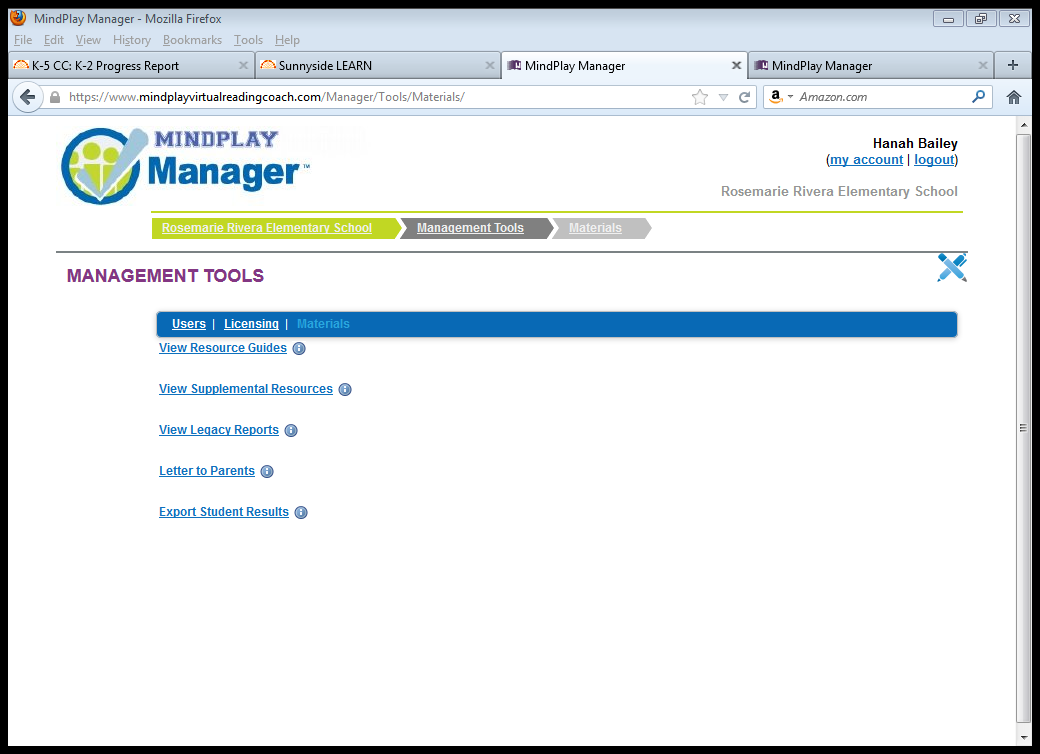 MindPlay Manager - Mozilla Firefox
File Edit View History Bookmarks Tools Help
K-5 CC: K-2 Progress Report Sunnyside LEARN MindPlay Manager MindPlay Manager
https://www.mindplayvirtualreadingcoach.com/Manager/Tools/Materials/ Amazon.com
MINDPLAY
Manager™
Hanah Bailey
(my account | logout)
Rosemarie Rivera Elementary School
Rosemarie Rivera Elementary School Management Tools Materials
MANAGEMENT TOOLS
Users | Licensing | Materials
View Resource Guides
View Supplemental Resources
View Legacy Reports
Letter to Parents
Export Student Results